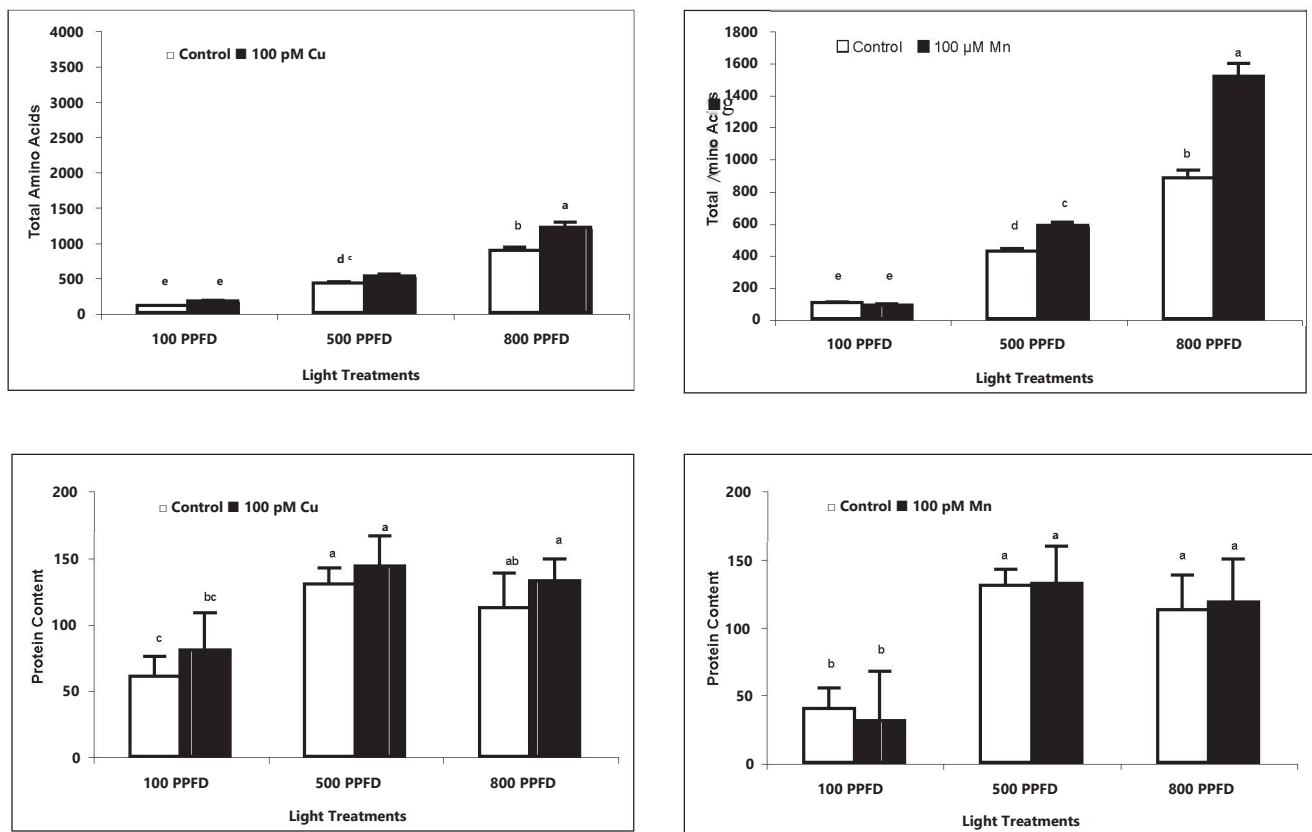 4000
3500
3000
2500
2000
1500
1000
500
0
Total Amino Acids
□ Control ■ 100 pM Cu
e e d c b a
100 PPFD 500 PPFD 800 PPFD
Light Treatments
1800
1600
1400
1200
1000
800
600
400
200
0
Total Amino Acids
Control 100 µM Mn
e e d c b a
100 PPFD 500 PPFD 800 PPFD
Light Treatments
200
150
100
50
0
Protein Content
□ Control ■ 100 pM Cu
c bc a a ab a
100 PPFD 500 PPFD 800 PPFD
Light Treatments
200
150
100
50
0
Protein Content
□ Control ■ 100 pM Mn
b b a a a a
100 PPFD 500 PPFD 800 PPFD
Light Treatments